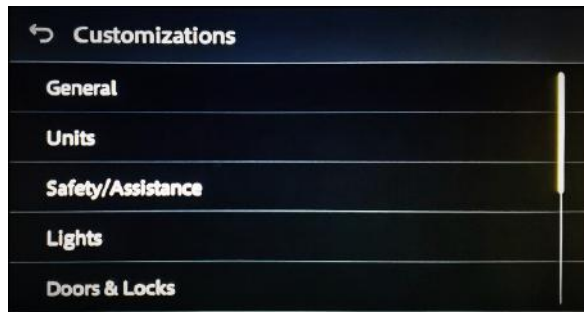 Customizations
General
Units
Safety/Assistance
Lights
Doors & Locks